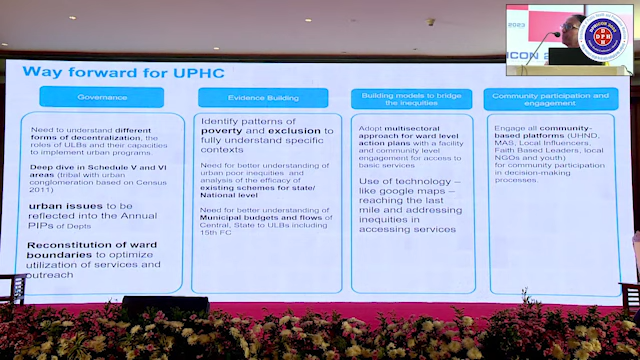 2023
DPHICON 2023
DPH
ICON 2023
Way forward for UPHC
Governance
Need to understand different
forms of decentralization, the
roles of ULBs and their capacities
to implement urban programs.
Deep dive in Schedule V and VI
areas (tribal with urban
conglomeration based on Census
2011)
urban issues to be
reflected into the Annual
PIPs of Depts
Reconstitution of ward
boundaries to optimize
utilization of services and
outreach
Evidence Building
Identify patterns of
poverty and exclusion to
fully understand specific
contexts
Need for better understanding of
urban poor inequities and
analysis of the efficacy of
existing schemes for state/
National level
Need for better understanding of
Municipal budgets and flows of
Central, State to ULBs including
15th FC
Building models to bridge
the inequities
Adopt multisectoral
approach for ward level
action plans with a facility
and community level
engagement for access to
basic services
Use of technology –
like google maps –
reaching the last
mile and addressing
inequities in
accessing services
Community participation and
engagement
Engage all community-
based platforms (UHND,
MAS, Local Influencers,
Faith Based Leaders, local
NGOs and youth)
for community participation
in decision-making
processes.